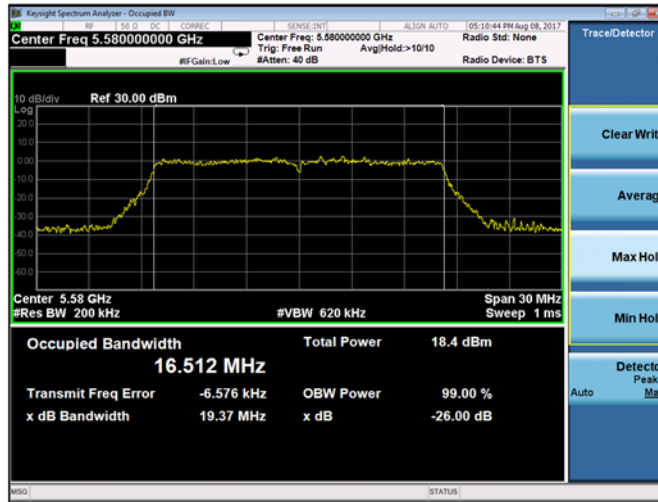 Keysight Spectrum Analyzer - Occupied BW
RF 50 Ω DC CORREC SENSE:INT ALIGN AUTO 05:10:44 PM Aug 08, 2017
Center Freq 5.580000000 GHz Center Freq: 5.580000000 GHz Radio Std: None Trace/Detector
Trig: Free Run Avg|Hold:>10/10
#IFGain:Low #Atten: 40 dB Radio Device: BTS
10 dB/div Ref 30.00 dBm
Log
20.0
10.0
0.00
-10.0
-20.0
-30.0
-40.0
-50.0
-60.0
Center 5.58 GHz Span 30 MHz
#Res BW 200 kHz #VBW 620 kHz Sweep 1 ms
Occupied Bandwidth Total Power 18.4 dBm
16.512 MHz
Transmit Freq Error -6.576 kHz OBW Power 99.00 %
x dB Bandwidth 19.37 MHz x dB -26.00 dB
Clear Writ
Averag
Max Hol
Min Hol
Detecto
Peak
Auto Ma
MSG STATUS